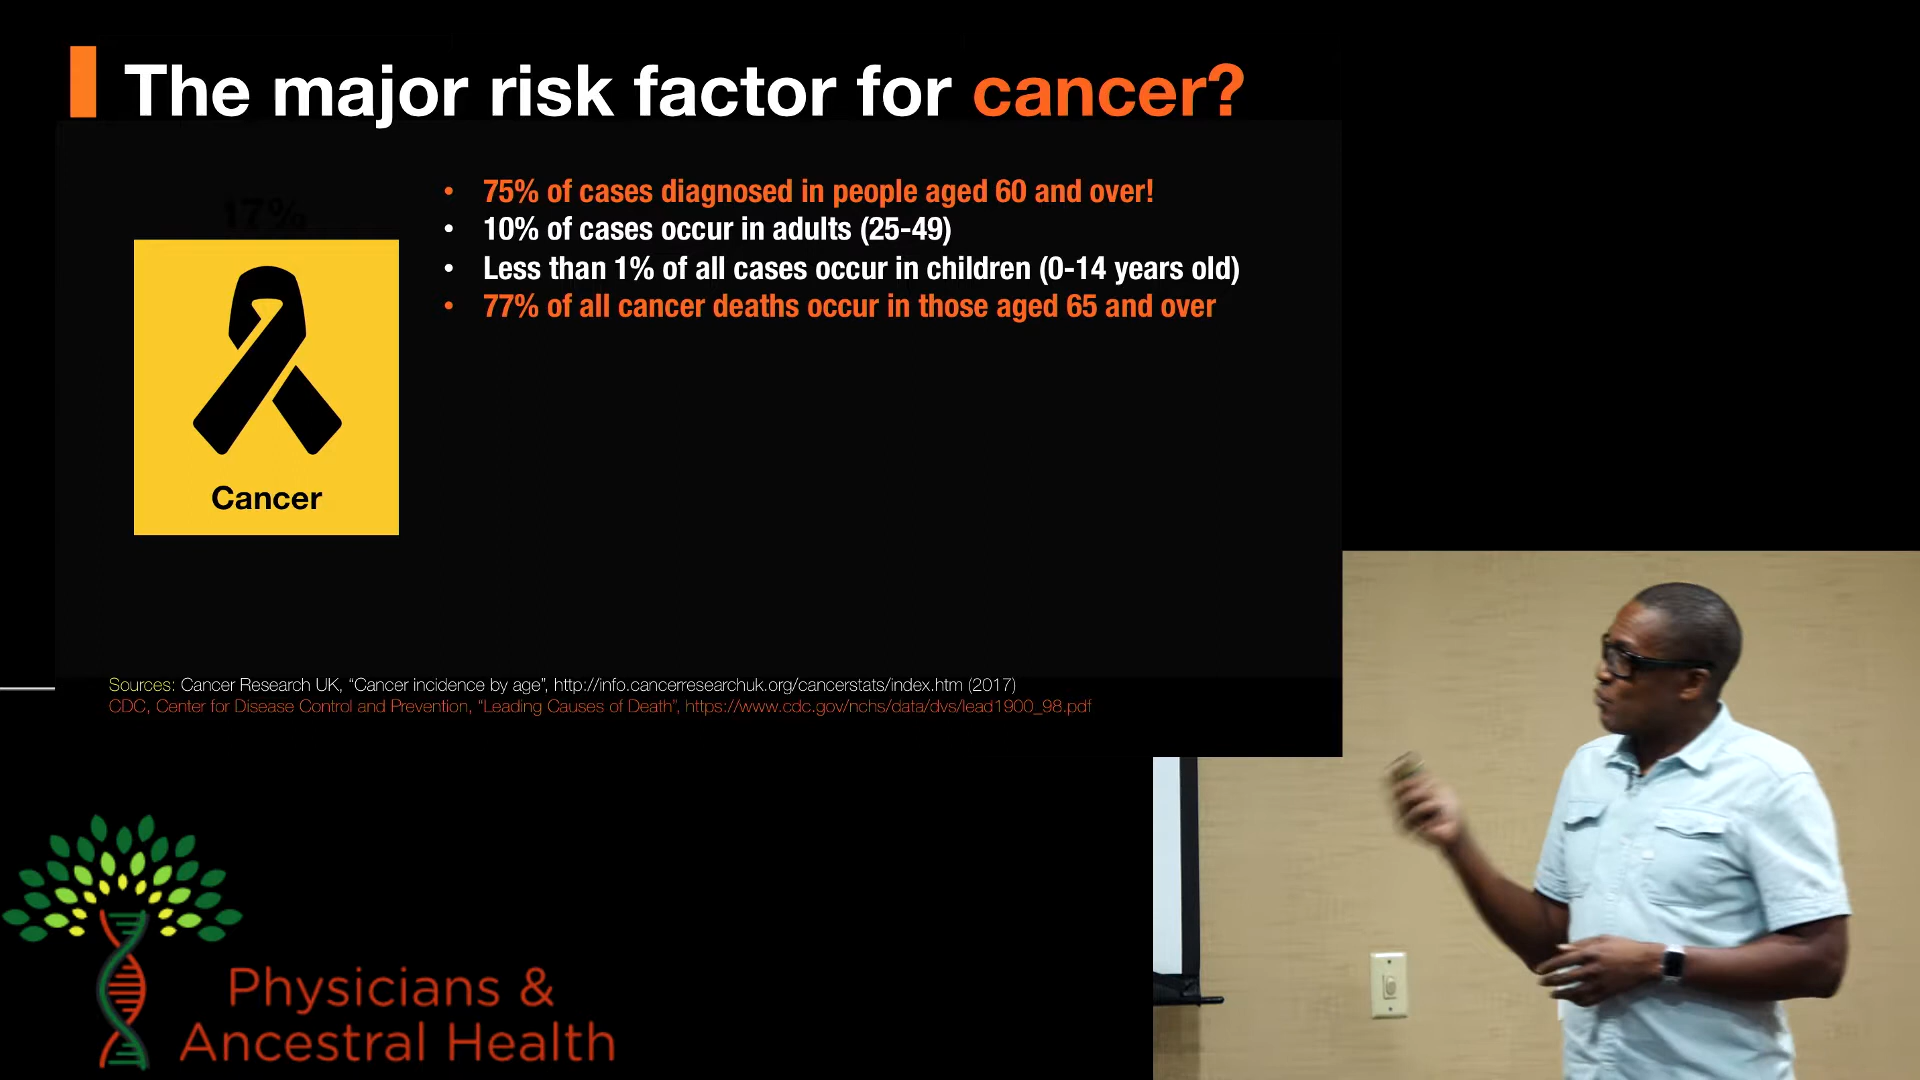 The major risk factor for cancer?
17%
• 75% of cases diagnosed in people aged 60 and over!
• 10% of cases occur in adults (25-49)
• Less than 1% of all cases occur in children (0-14 years old)
• 77% of all cancer deaths occur in those aged 65 and over
Cancer
Sources: Cancer Research UK, “Cancer incidence by age”, http://info.cancerresearchuk.org/cancerstats/index.htm (2017)
CDC, Center for Disease Control and Prevention, “Leading Causes of Death”, https://www.cdc.gov/nchs/data/dvs/lead1900_98.pdf
Physicians &
Ancestral Health